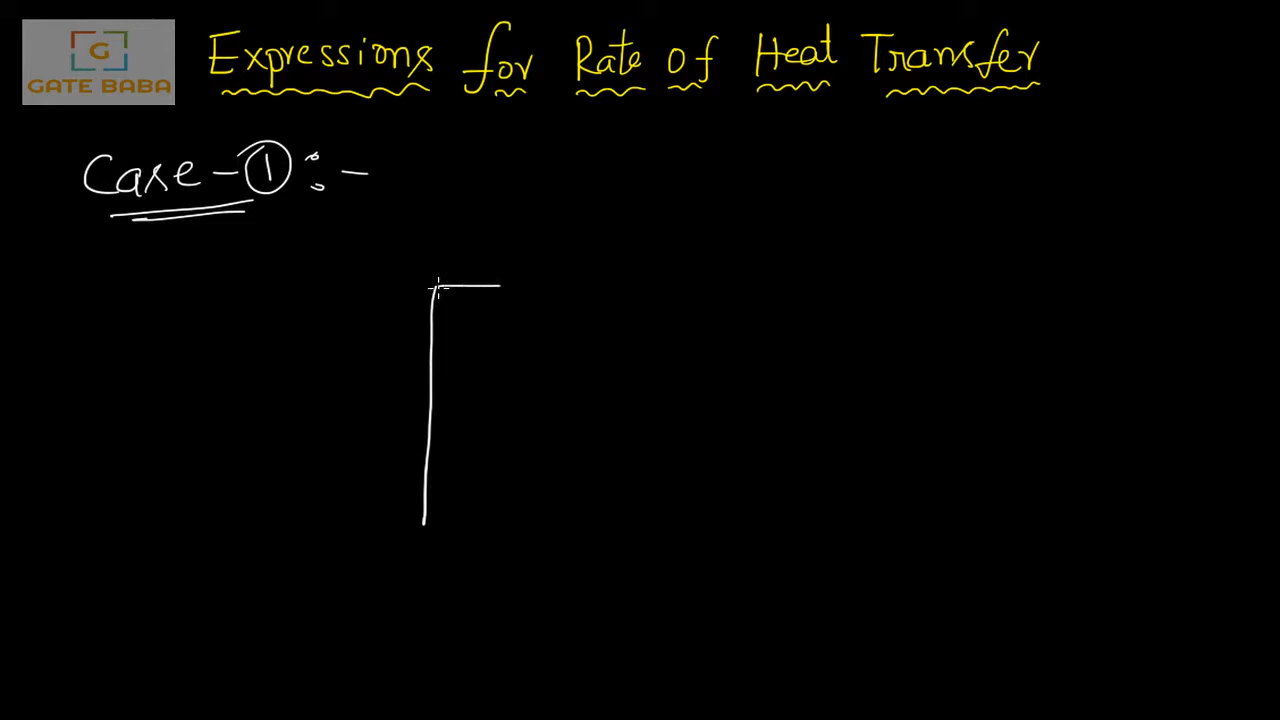 G
GATE BABA
Expressions for Rate of Heat Transfer
Case - 1 : -